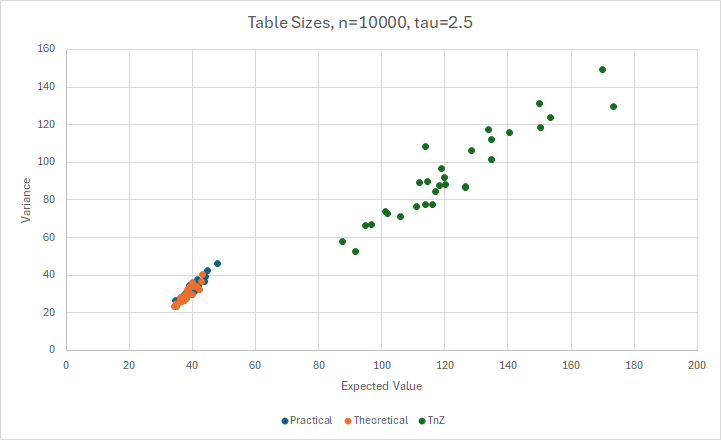 Table Sizes, n=10000, tau=2.5
160
140
120
100
80
60
40
20
0
Variance
0 20 40 60 80 100 120 140 160 180 200
Expected Value
Practical Theoretical TnZ